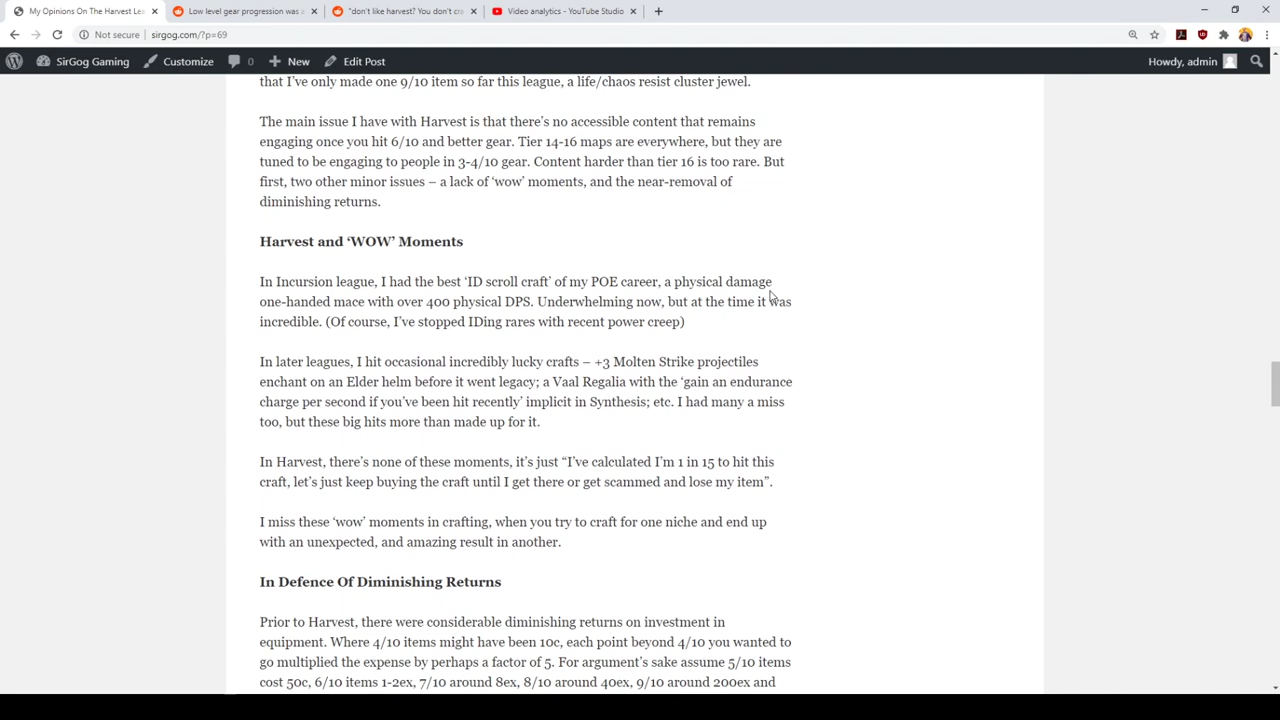 My Opinions On The Harvest Lea
Low level gear progression was a
"don't like harvest? You don't cra
Video analytics - YouTube Studio
Not secure | sirgog.com/?p=69
SirGog Gaming
Customize
0
New
Edit Post
Howdy, admin
that I've only made one 9/10 item so far this league, a life/chaos resist cluster jewel.
The main issue I have with Harvest is that there's no accessible content that remains
engaging once you hit 6/10 and better gear. Tier 14-16 maps are everywhere, but they are
tuned to be engaging to people in 3-4/10 gear. Content harder than tier 16 is too rare. But
first, two other minor issues – a lack of 'wow' moments, and the near-removal of
diminishing returns.
Harvest and 'WOW' Moments
In Incursion league, I had the best 'ID scroll craft' of my POE career, a physical damage
one-handed mace with over 400 physical DPS. Underwhelming now, but at the time it was
incredible. (Of course, I've stopped IDing rares with recent power creep)
In later leagues, I hit occasional incredibly lucky crafts – +3 Molten Strike projectiles
enchant on an Elder helm before it went legacy; a Vaal Regalia with the 'gain an endurance
charge per second if you've been hit recently' implicit in Synthesis; etc. I had many a miss
too, but these big hits more than made up for it.
In Harvest, there's none of these moments, it's just "I've calculated I'm 1 in 15 to hit this
craft, let's just keep buying the craft until I get there or get scammed and lose my item".
I miss these 'wow' moments in crafting, when you try to craft for one niche and end up
with an unexpected, and amazing result in another.
In Defence Of Diminishing Returns
Prior to Harvest, there were considerable diminishing returns on investment in
equipment. Where 4/10 items might have been 10c, each point beyond 4/10 you wanted to
go multiplied the expense by perhaps a factor of 5. For argument's sake assume 5/10 items
cost 50c, 6/10 items 1-2ex, 7/10 around 8ex, 8/10 around 40ex, 9/10 around 200ex and